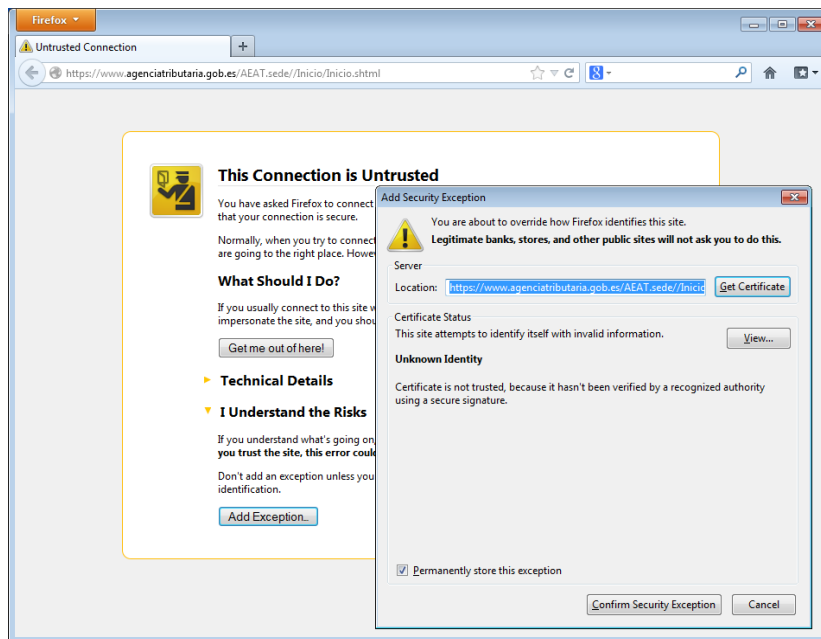 Firefox
Untrusted Connection
https://www.agenciatributaria.gob.es/AEAT.sede//Inicio/Inicio.shtml
8
This Connection is Untrusted
You have asked Firefox to connect
that your connection is secure.
Normally, when you try to connect
are going to the right place. Howe
What Should I Do?
If you usually connect to this site w
impersonate the site, and you shou
Get me out of here!
Technical Details
I Understand the Risks
If you understand what's going on,
you trust the site, this error could
Don't add an exception unless you
identification.
Add Exception...
Add Security Exception
You are about to override how Firefox identifies this site.
Legitimate banks, stores, and other public sites will not ask you to do this.
Server
Location: https://www.agenciatributaria.gob.es/AEAT.sede//Inicio Get Certificate
Certificate Status
This site attempts to identify itself with invalid information.
View...
Unknown Identity
Certificate is not trusted, because it hasn't been verified by a recognized authority
using a secure signature.
Permanently store this exception
Confirm Security Exception Cancel